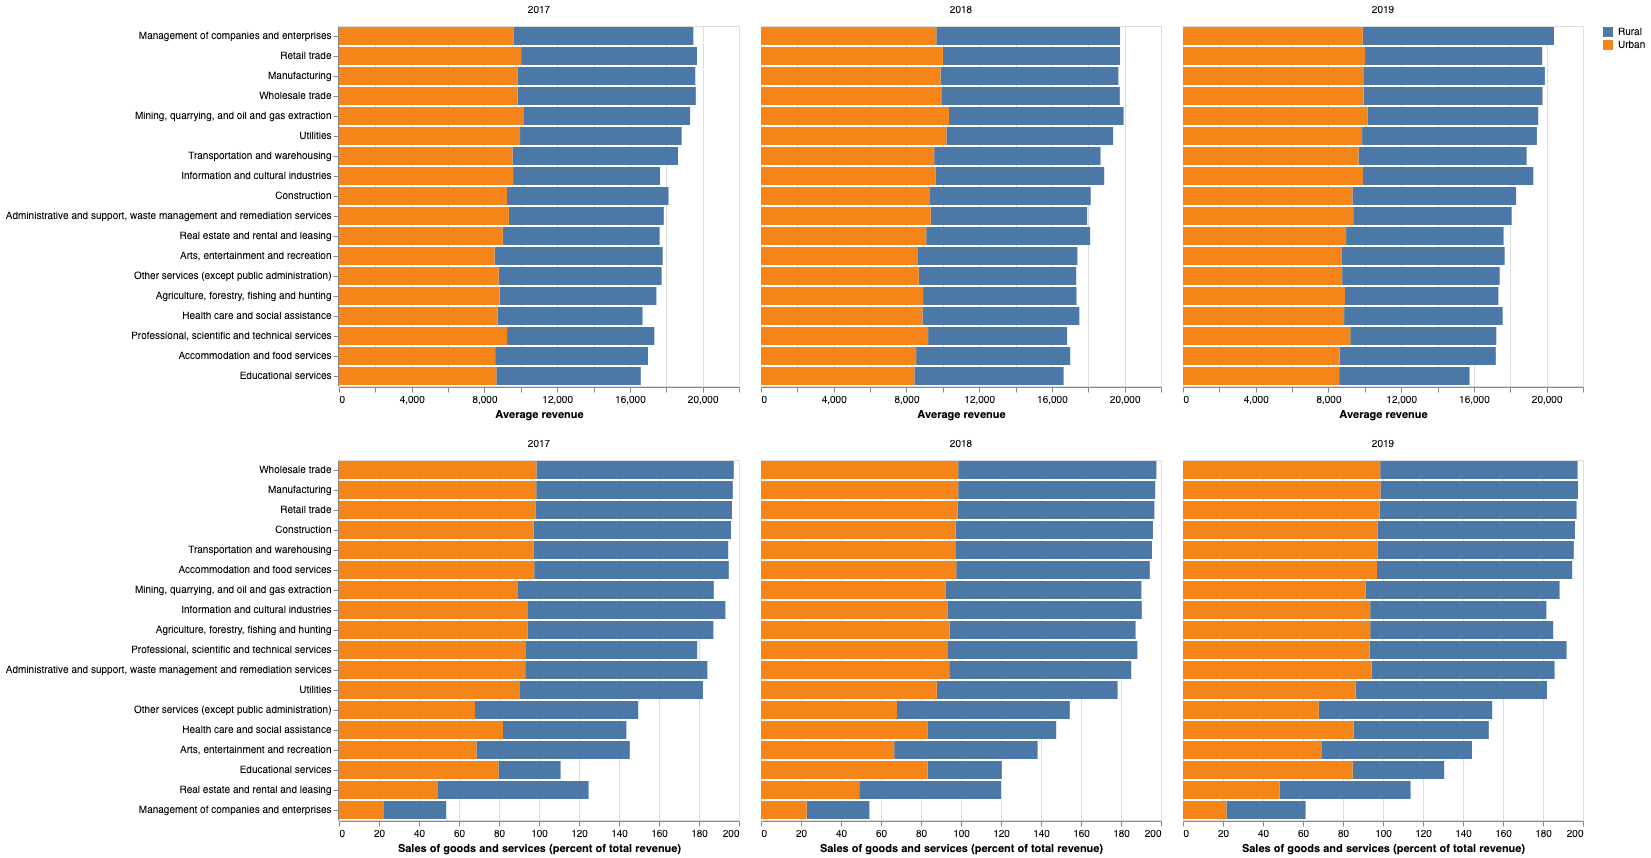 2017
2018
2019
Rural
Urban
Management of companies and enterprises
Retail trade
Manufacturing
Wholesale trade
Mining, quarrying, and oil and gas extraction
Utilities
Transportation and warehousing
Information and cultural industries
Construction
Administrative and support, waste management and remediation services
Real estate and rental and leasing
Arts, entertainment and recreation
Other services (except public administration)
Agriculture, forestry, fishing and hunting
Health care and social assistance
Professional, scientific and technical services
Accommodation and food services
Educational services
0 4,000 8,000 12,000 16,000 20,000
0 4,000 8,000 12,000 16,000 20,000
0 4,000 8,000 12,000 16,000 20,000
Average revenue
Average revenue
Average revenue
2017
2018
2019
Wholesale trade
Manufacturing
Retail trade
Construction
Transportation and warehousing
Accommodation and food services
Mining, quarrying, and oil and gas extraction
Information and cultural industries
Agriculture, forestry, fishing and hunting
Professional, scientific and technical services
Administrative and support, waste management and remediation services
Utilities
Other services (except public administration)
Health care and social assistance
Arts, entertainment and recreation
Educational services
Real estate and rental and leasing
Management of companies and enterprises
0 20 40 60 80 100 120 140 160 180 200
0 20 40 60 80 100 120 140 160 180 200
0 20 40 60 80 100 120 140 160 180 200
Sales of goods and services (percent of total revenue)
Sales of goods and services (percent of total revenue)
Sales of goods and services (percent of total revenue)